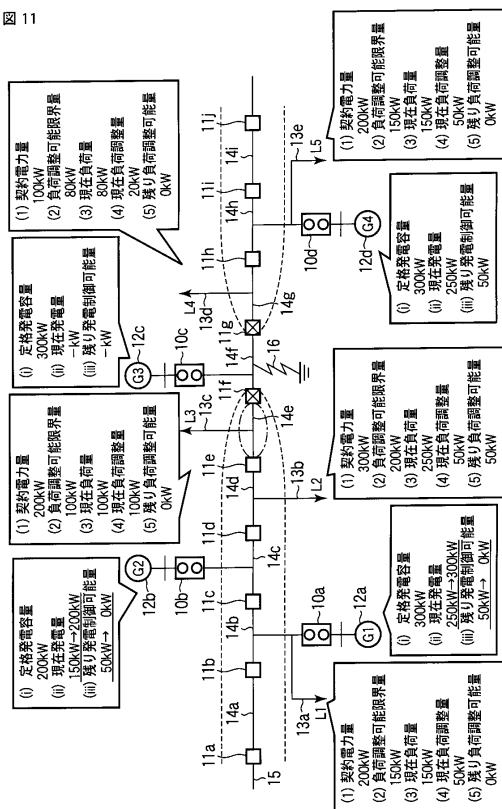 図 11
(i) 定格発電容量
200kW
(ii) 現在発電量
150kW→200kW
(iii) 残り発電制御可能量
50kW→ 0kW
(1) 契約電力量
200kW
(2) 負荷調整可能限界量
100kW
(3) 現在負荷量
100kW
(4) 現在負荷調整量
100kW
(5) 残り負荷調整可能量
0kW
(i) 定格発電容量
300kW
(ii) 現在発電量
−kW
(iii) 残り発電制御可能量
−kW
(1) 契約電力量
100kW
(2) 負荷調整可能限界量
80kW
(3) 現在負荷量
80kW
(4) 現在負荷調整量
20kW
(5) 残り負荷調整可能量
0kW
G2
12b
10b
L3
13c
G3
12c
10c
L4
13d
11a
11b
11c
11d
11e
11f
11g
11h
11i
11j
15
14a
14b
14c
14d
14e
14f
14g
14h
14i
16
13a
L1
10a
G1
12a
13b
L2
10d
G4
12d
13e
L5
(1) 契約電力量
200kW
(2) 負荷調整可能限界量
150kW
(3) 現在負荷量
150kW
(4) 現在負荷調整量
50kW
(5) 残り負荷調整可能量
0kW
(i) 定格発電容量
300kW
(ii) 現在発電量
250kW→300kW
(iii) 残り発電制御可能量
50kW→ 0kW
(1) 契約電力量
300kW
(2) 負荷調整可能限界量
200kW
(3) 現在負荷量
250kW
(4) 現在負荷調整量
50kW
(5) 残り負荷調整可能量
50kW
(i) 定格発電容量
300kW
(ii) 現在発電量
250kW
(iii) 残り発電制御可能量
50kW
(1) 契約電力量
200kW
(2) 負荷調整可能限界量
150kW
(3) 現在負荷量
150kW
(4) 現在負荷調整量
50kW
(5) 残り負荷調整可能量
0kW